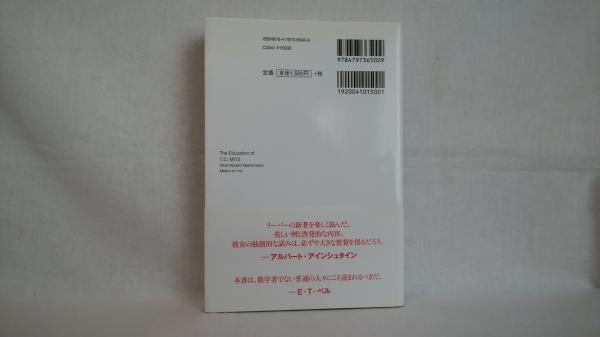 ISBN978-4-7973-6500-9
C0041 ¥1500E
定価 本体1,500円 +税
9784797365009
1920041015001
The Education of
T.C. MITS
What Modern Mathematics
Means to You
リーバーの新著を楽しく読んだ。
美しい例と啓発的な内容。
彼女の独創的な試みは、必ずや大きな賞賛を得るだろう。
──アルバート・アインシュタイン
本書は、数学者でない普通の人々にこそ読まれるべきだ。
──E・T・ベル